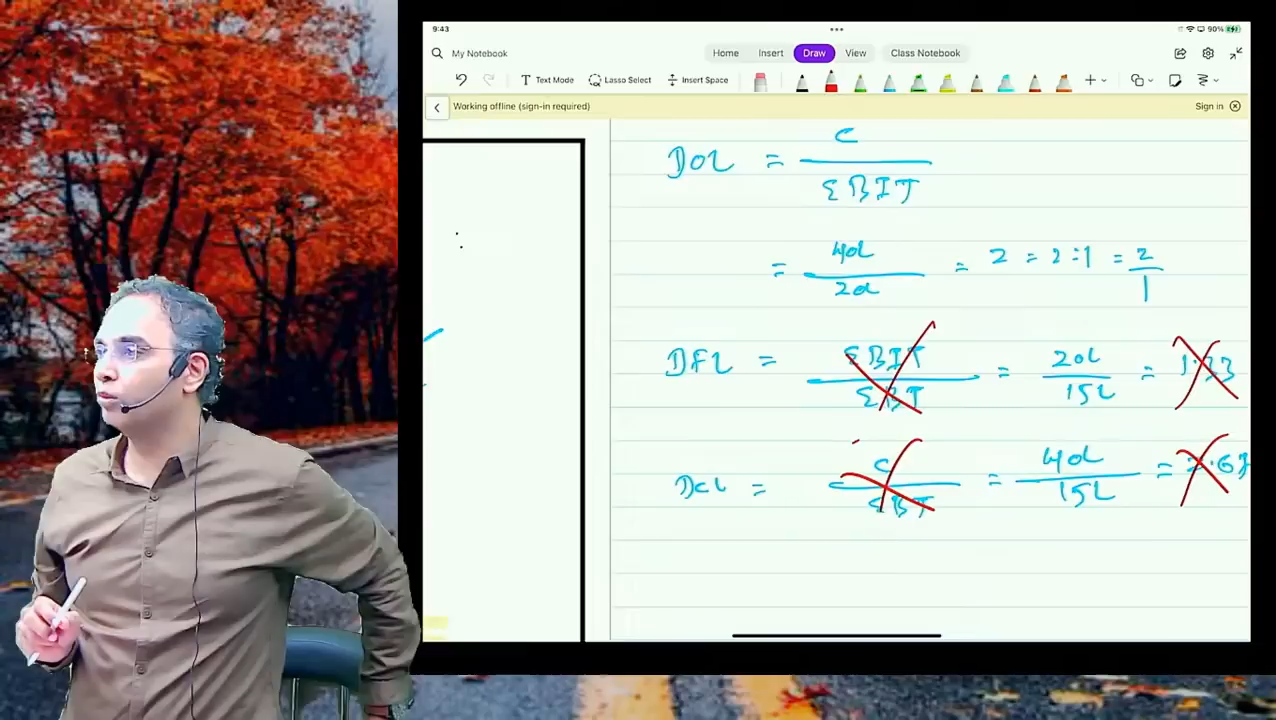 9:43 90%
My Notebook Home Insert Draw View Class Notebook
Text Mode Lasso Select Insert Space
Working offline (sign-in required) Sign in
DOL = C / EBIT
= 40L / 20L = 2 = 2:1 = 2 / 1
DFL = EBIT / EBT = 20L / 15L = 1.33
DCL = C / EBT = 40L / 15L =